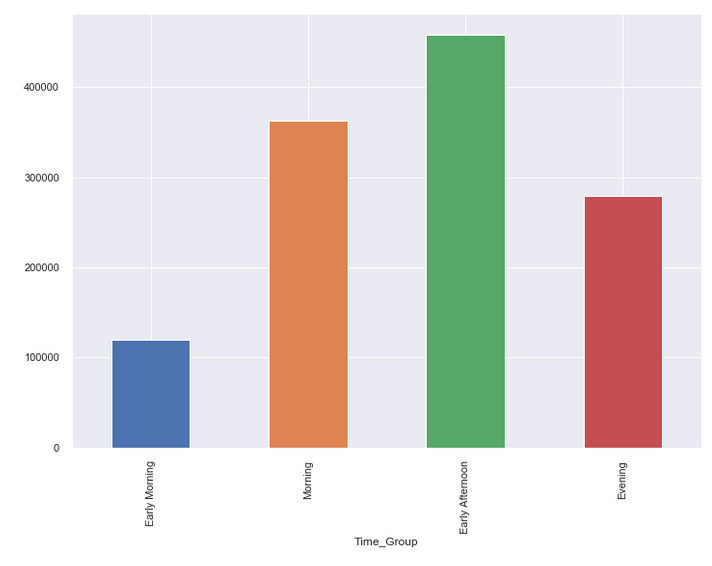 400000
300000
200000
100000
0
Early Morning
Morning
Early Afternoon
Evening
Time_Group